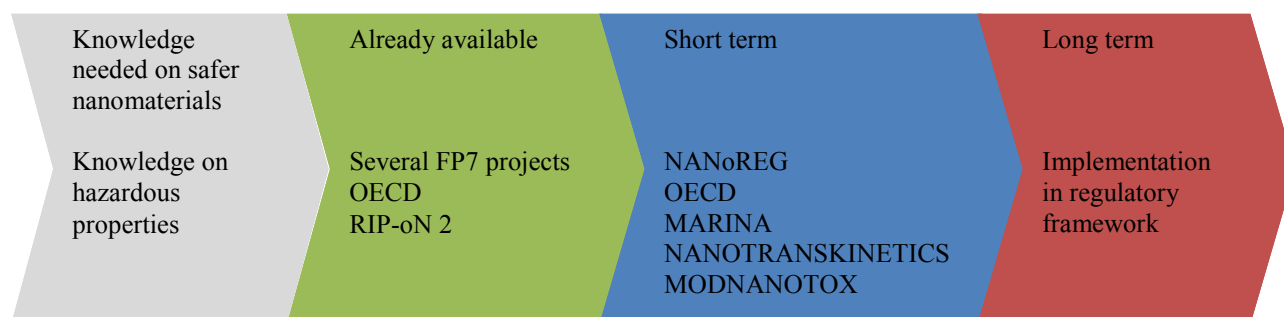 Knowledge
needed on safer
nanomaterials
Knowledge on
hazardous
properties
Already available
Several FP7 projects
OECD
RIP-oN 2
Short term
NANoREG
OECD
MARINA
NANOTRANSKINETICS
MODNANOTOX
Long term
Implementation
in regulatory
framework